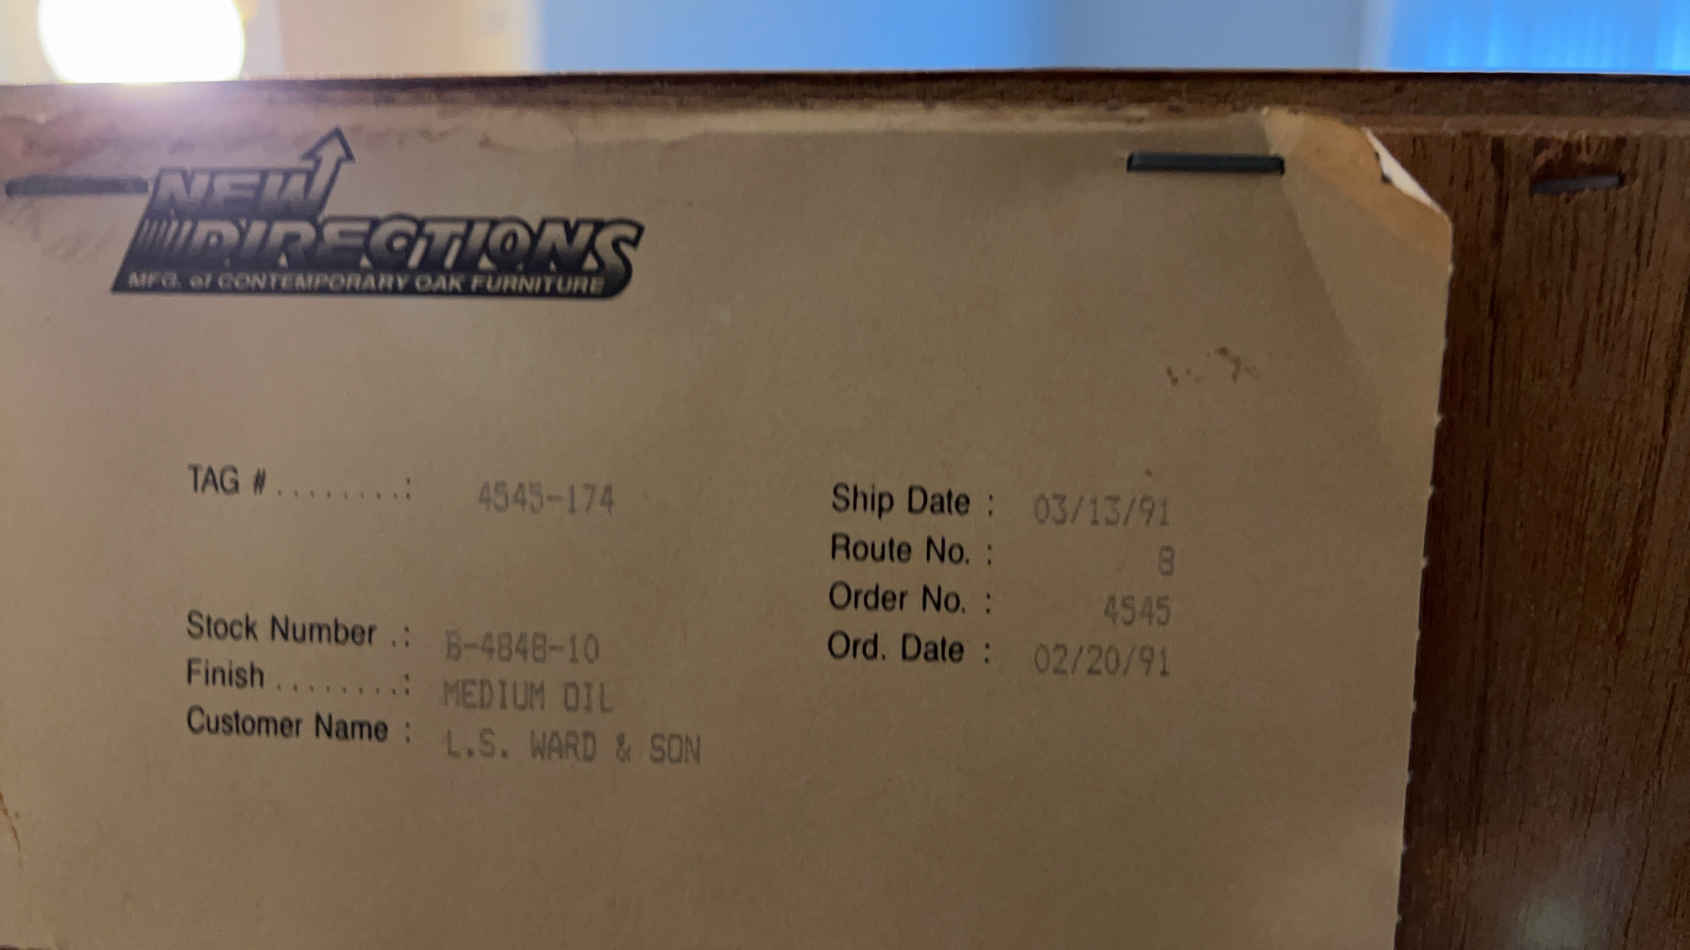 NEW
DIRECTIONS
MFG. of CONTEMPORARY OAK FURNITURE
TAG # ........: 4545-174
Stock Number .: B-4848-10
Finish ........: MEDIUM OIL
Customer Name : L.S. WARD & SON
Ship Date : 03/13/91
Route No. : 8
Order No. : 4545
Ord. Date : 02/20/91